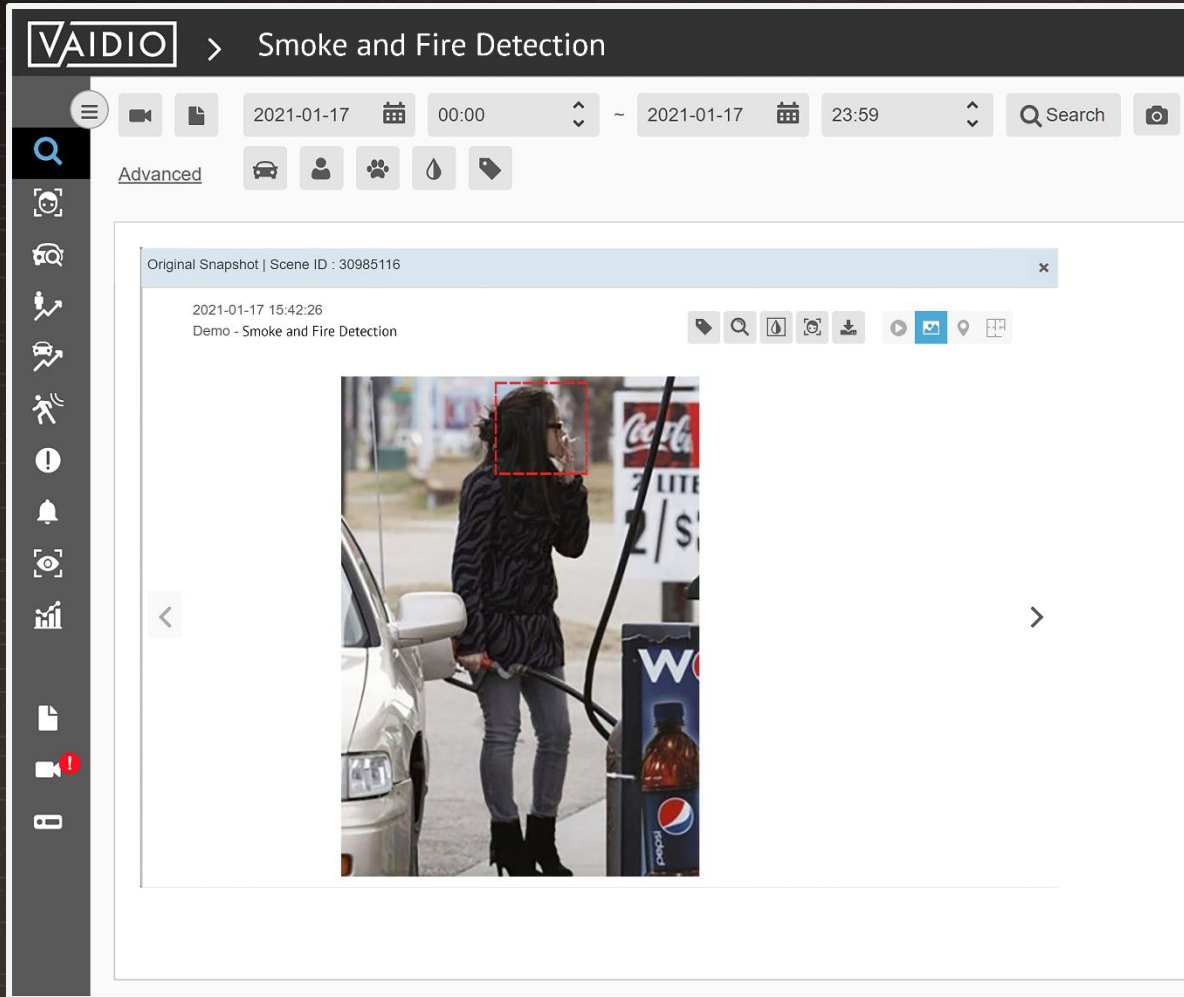 VAIDIO > Smoke and Fire Detection
2021-01-17 00:00 ~ 2021-01-17 23:59 Search
Advanced
Original Snapshot | Scene ID : 30985116 ×
2021-01-17 15:42:26
Demo - Smoke and Fire Detection
Coca
2 LITE
2/$
W
pepsi